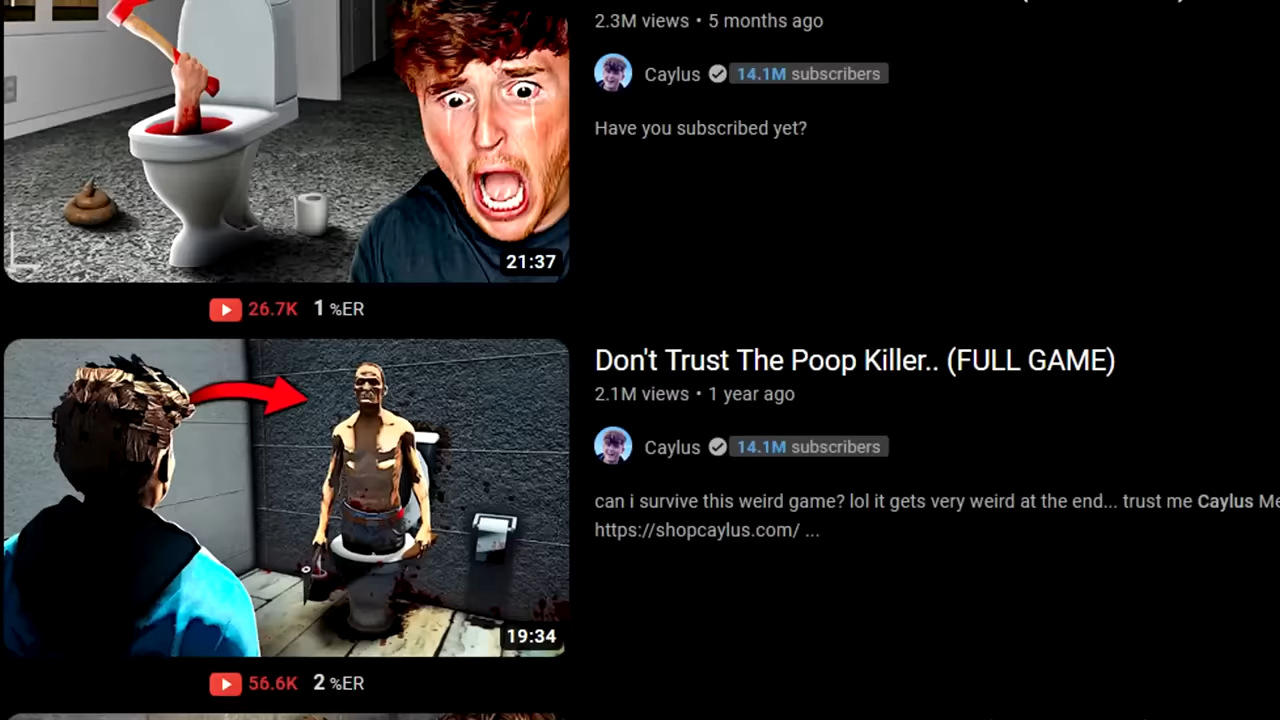 2.3M views • 5 months ago
Caylus 14.1M subscribers
Have you subscribed yet?
21:37
26.7K 1 %ER
Don't Trust The Poop Killer.. (FULL GAME)
2.1M views • 1 year ago
Caylus 14.1M subscribers
can i survive this weird game? lol it gets very weird at the end... trust me Caylus Me
https://shopcaylus.com/ ...
19:34
56.6K 2 %ER